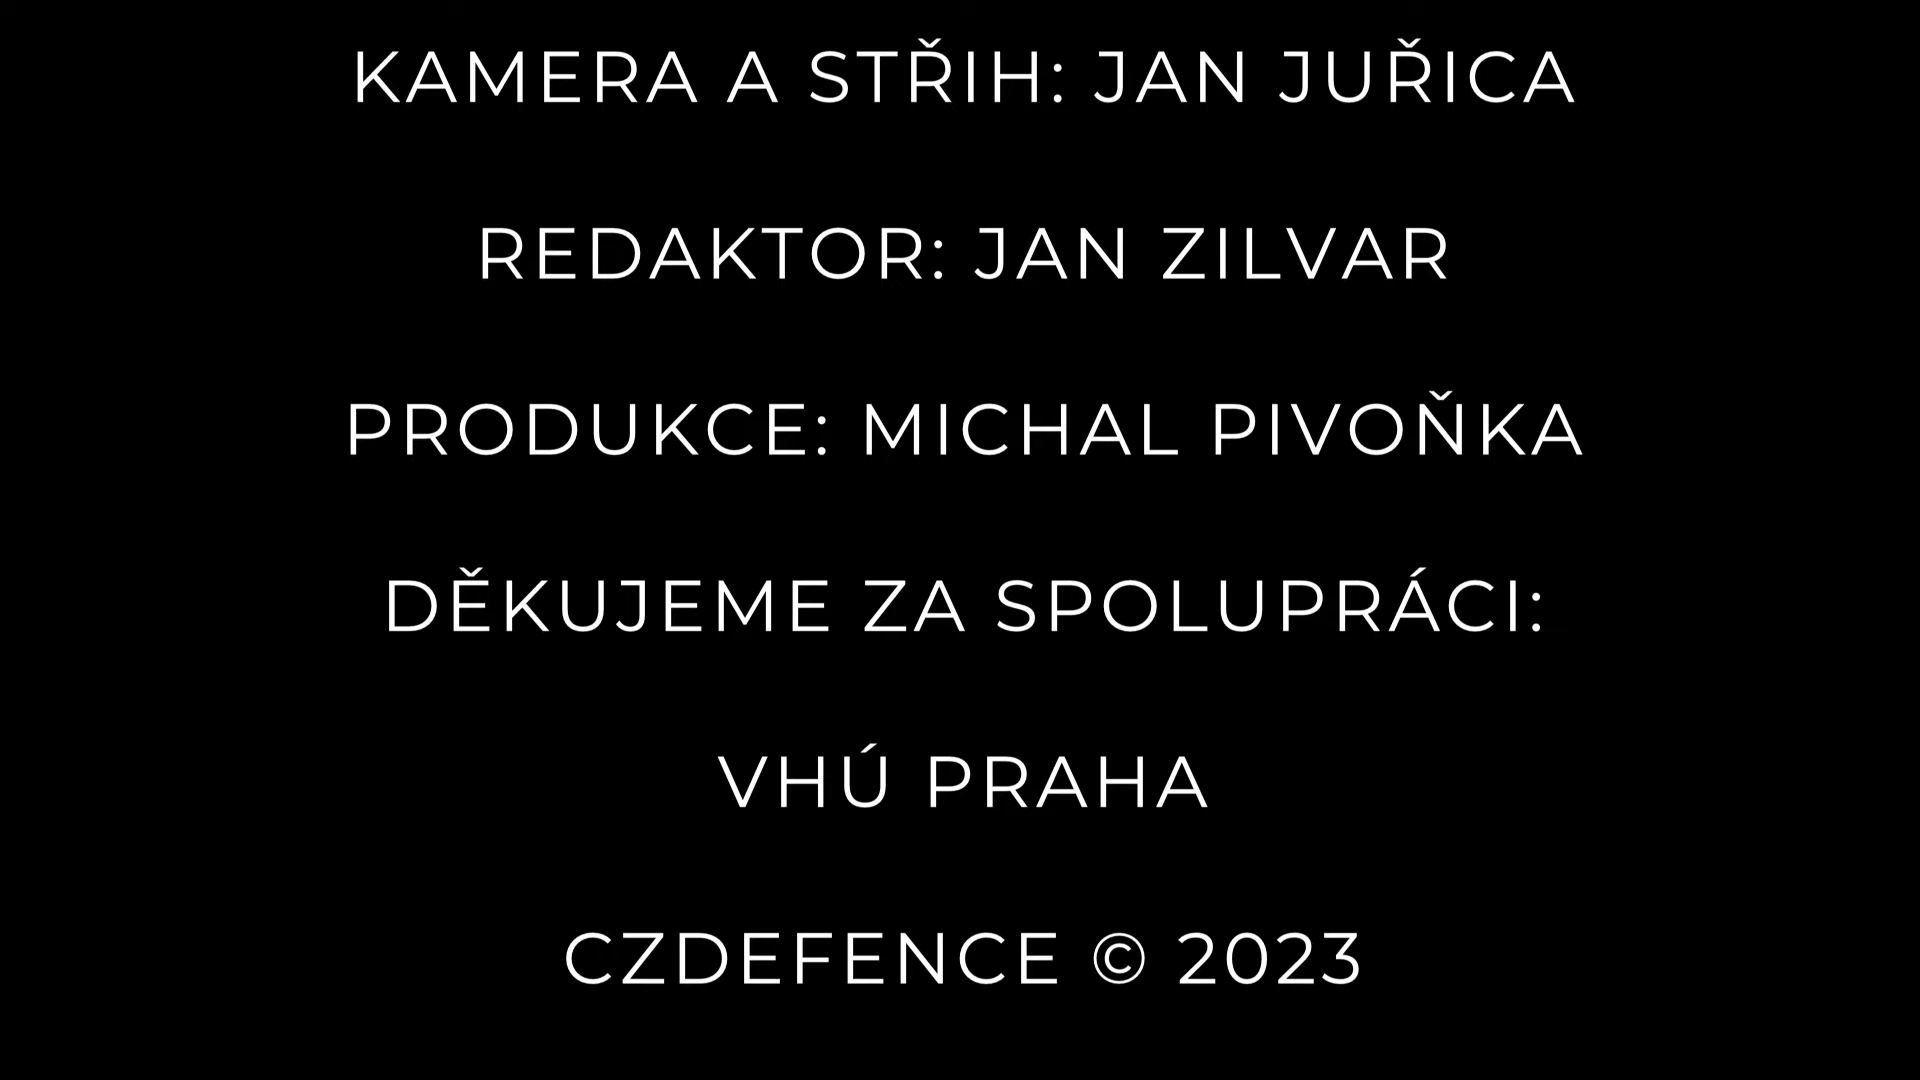 KAMERA A STŘIH: JAN JUŘICA
REDAKTOR: JAN ZILVAR
PRODUKCE: MICHAL PIVOŇKA
DĚKUJEME ZA SPOLUPRÁCI:
VHÚ PRAHA
CZDEFENCE © 2023